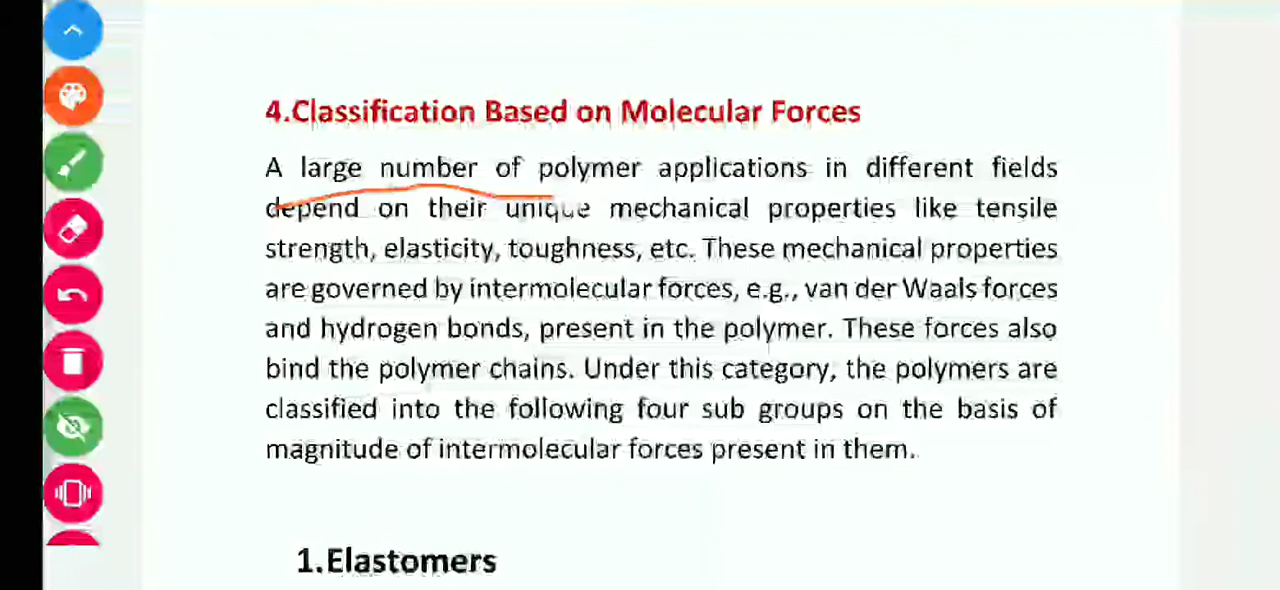 4.Classification Based on Molecular Forces
A large number of polymer applications in different fields
depend on their unique mechanical properties like tensile
strength, elasticity, toughness, etc. These mechanical properties
are governed by intermolecular forces, e.g., van der Waals forces
and hydrogen bonds, present in the polymer. These forces also
bind the polymer chains. Under this category, the polymers are
classified into the following four sub groups on the basis of
magnitude of intermolecular forces present in them.
1.Elastomers